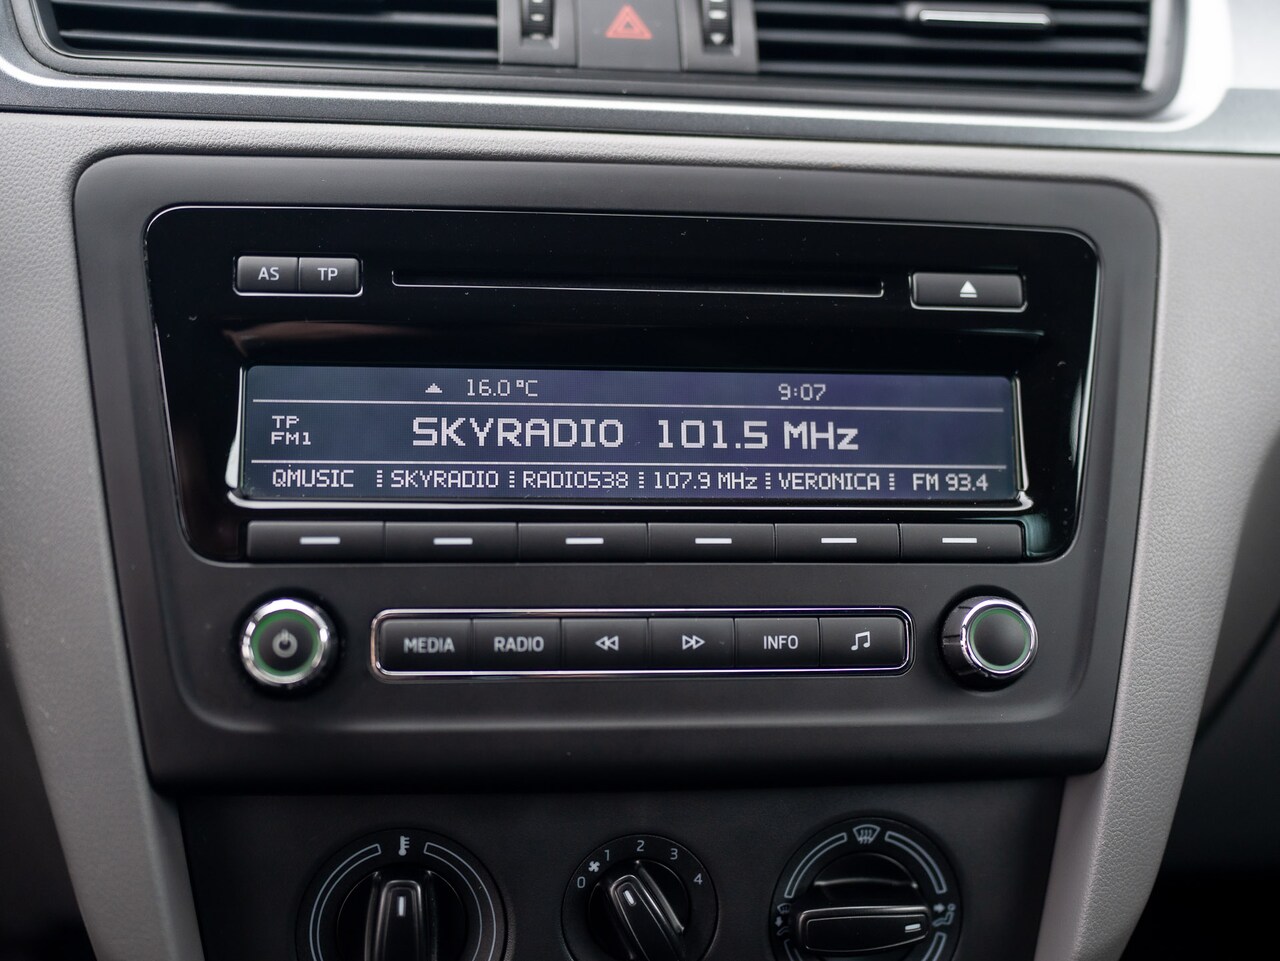 AS TP
16.0°C 9:07
TP
FM1
SKYRADIO 101.5 MHz
QMUSIC SKYRADIO RADIO538 107.9 MHz VERONICA FM 93.4
MEDIA RADIO INFO
0 1 2 3 4